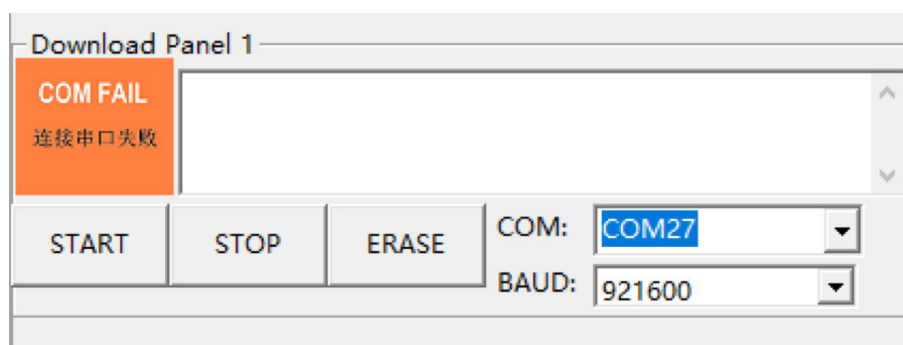 Download Panel 1
COM FAIL
连接串口失败
START STOP ERASE COM: COM27
BAUD: 921600